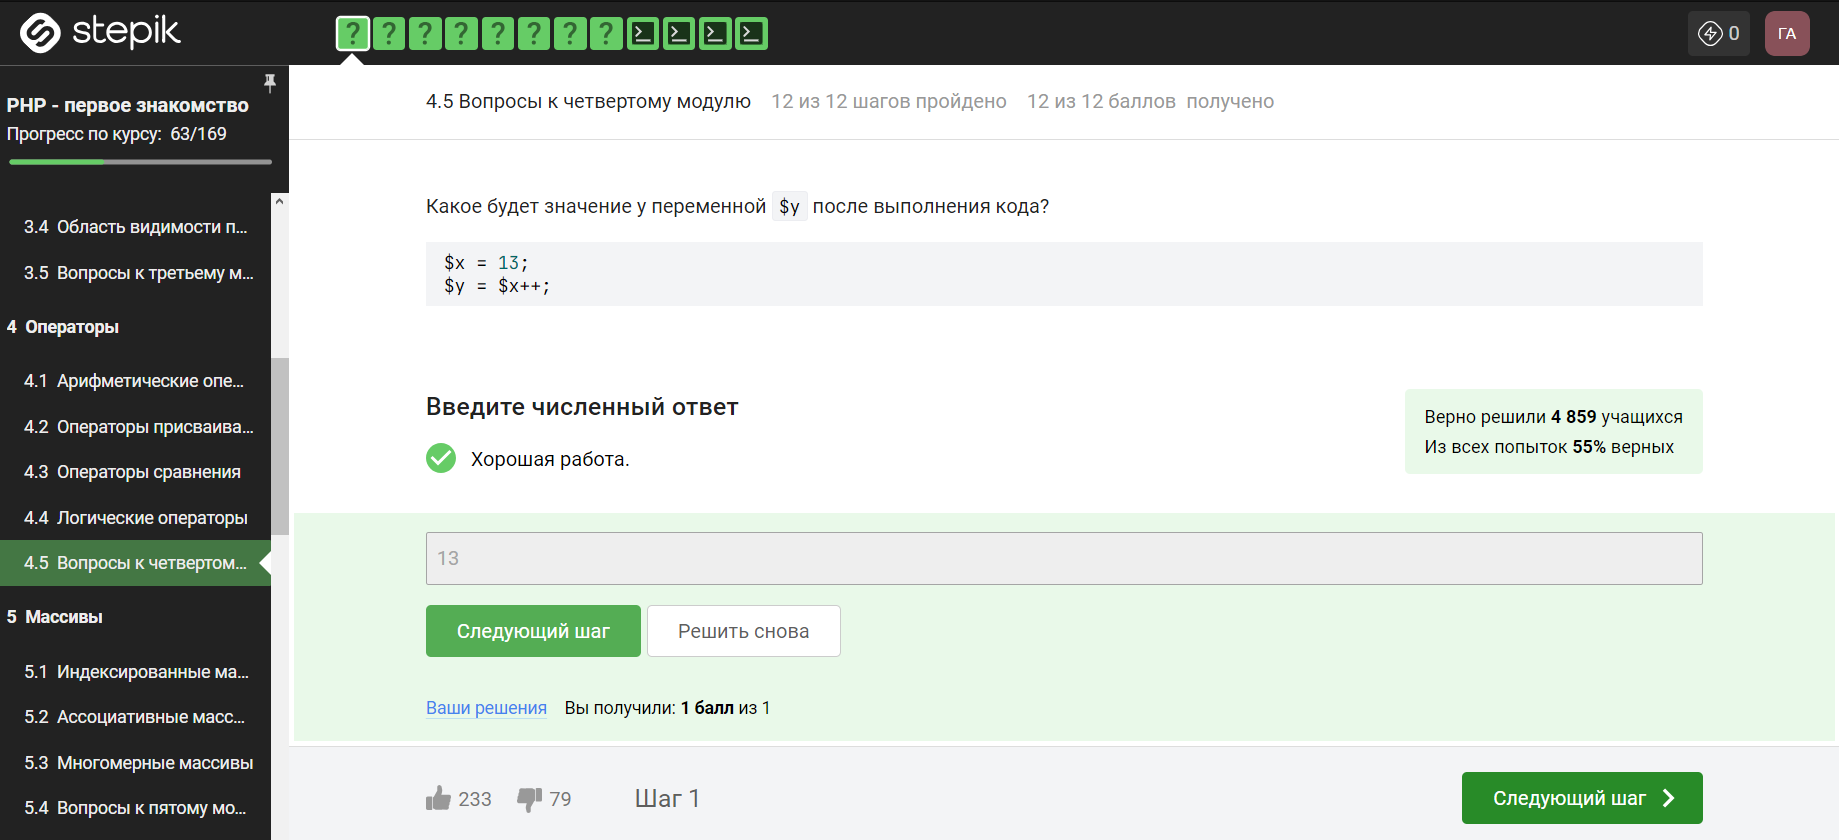 stepik
? ? ? ? ? ? ? ?
0
ГА
PHP - первое знакомство
Прогресс по курсу: 63/169
3.4 Область видимости п...
3.5 Вопросы к третьему м...
4 Операторы
4.1 Арифметические опе...
4.2 Операторы присваива...
4.3 Операторы сравнения
4.4 Логические операторы
4.5 Вопросы к четвертом...
5 Массивы
5.1 Индексированные ма...
5.2 Ассоциативные масс...
5.3 Многомерные массивы
5.4 Вопросы к пятому мо...
4.5 Вопросы к четвертому модулю 12 из 12 шагов пройдено 12 из 12 баллов получено
Какое будет значение у переменной $y после выполнения кода?
$x = 13;
$y = $x++;
Введите численный ответ
Хорошая работа.
Верно решили 4 859 учащихся
Из всех попыток 55% верных
13
Следующий шаг
Решить снова
Ваши решения Вы получили: 1 балл из 1
233 79 Шаг 1
Следующий шаг